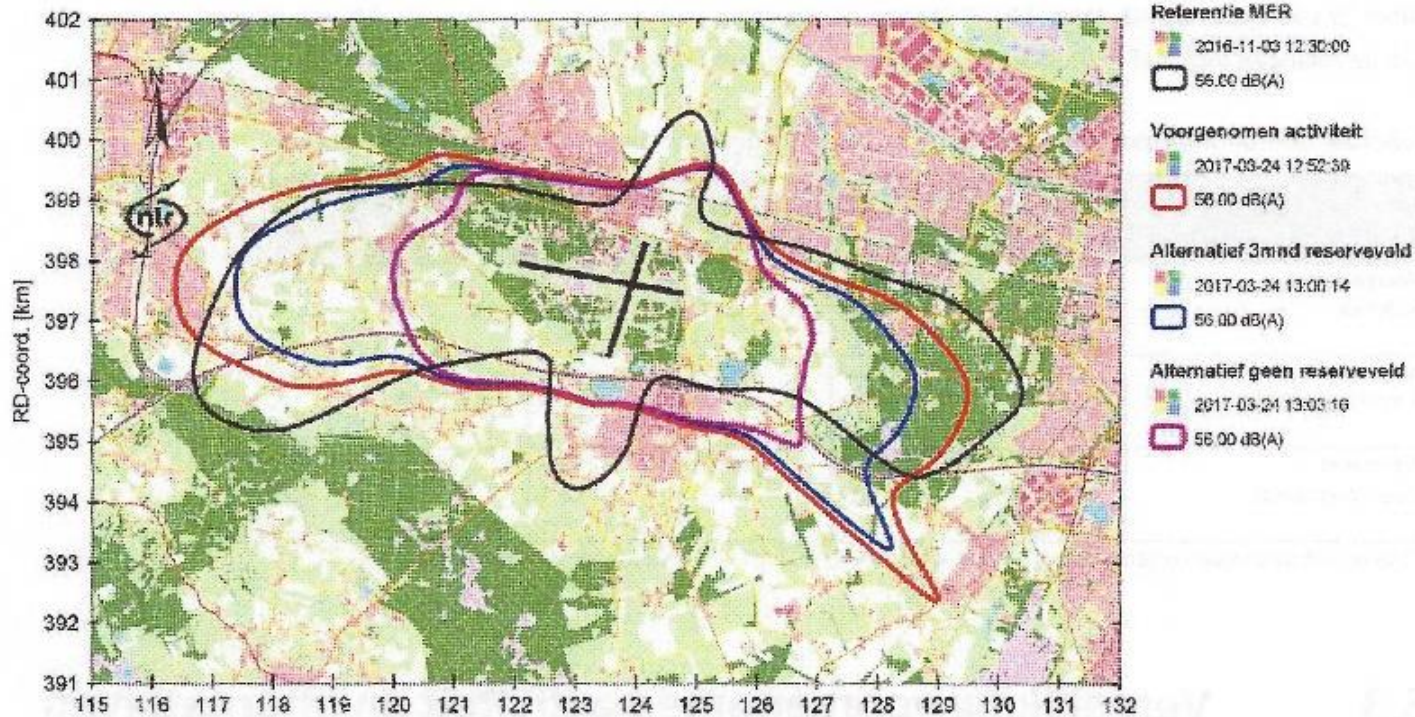 402
401
400
399
398
397
396
395
394
393
392
391
RD-coord. [km]
115 116 117 118 119 120 121 122 123 124 125 126 127 128 129 130 131 132
N
nlr
Referentie MER
2016-11-03 12:30:00
56.00 dB(A)
Voorgenomen activiteit
2017-03-24 12:52:39
56.00 dB(A)
Alternatief 3mnd reserveveld
2017-03-24 13:00:14
56.00 dB(A)
Alternatief geen reserveveld
2017-03-24 13:03:16
56.00 dB(A)